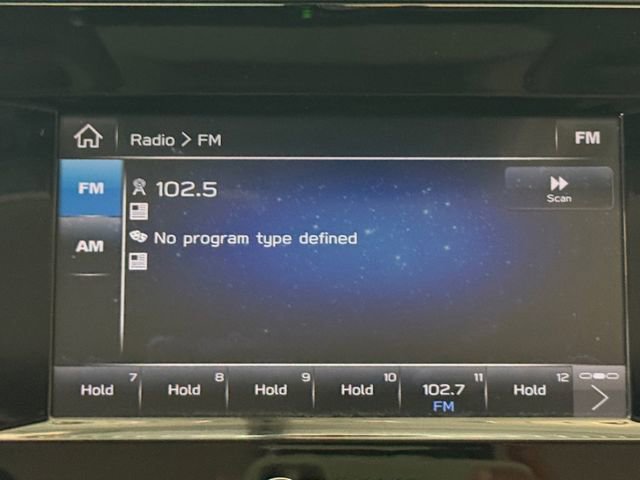 Radio > FM
FM
FM
102.5
Scan
AM
No program type defined
7
Hold
8
Hold
9
Hold
10
Hold
11
102.7
FM
12
Hold